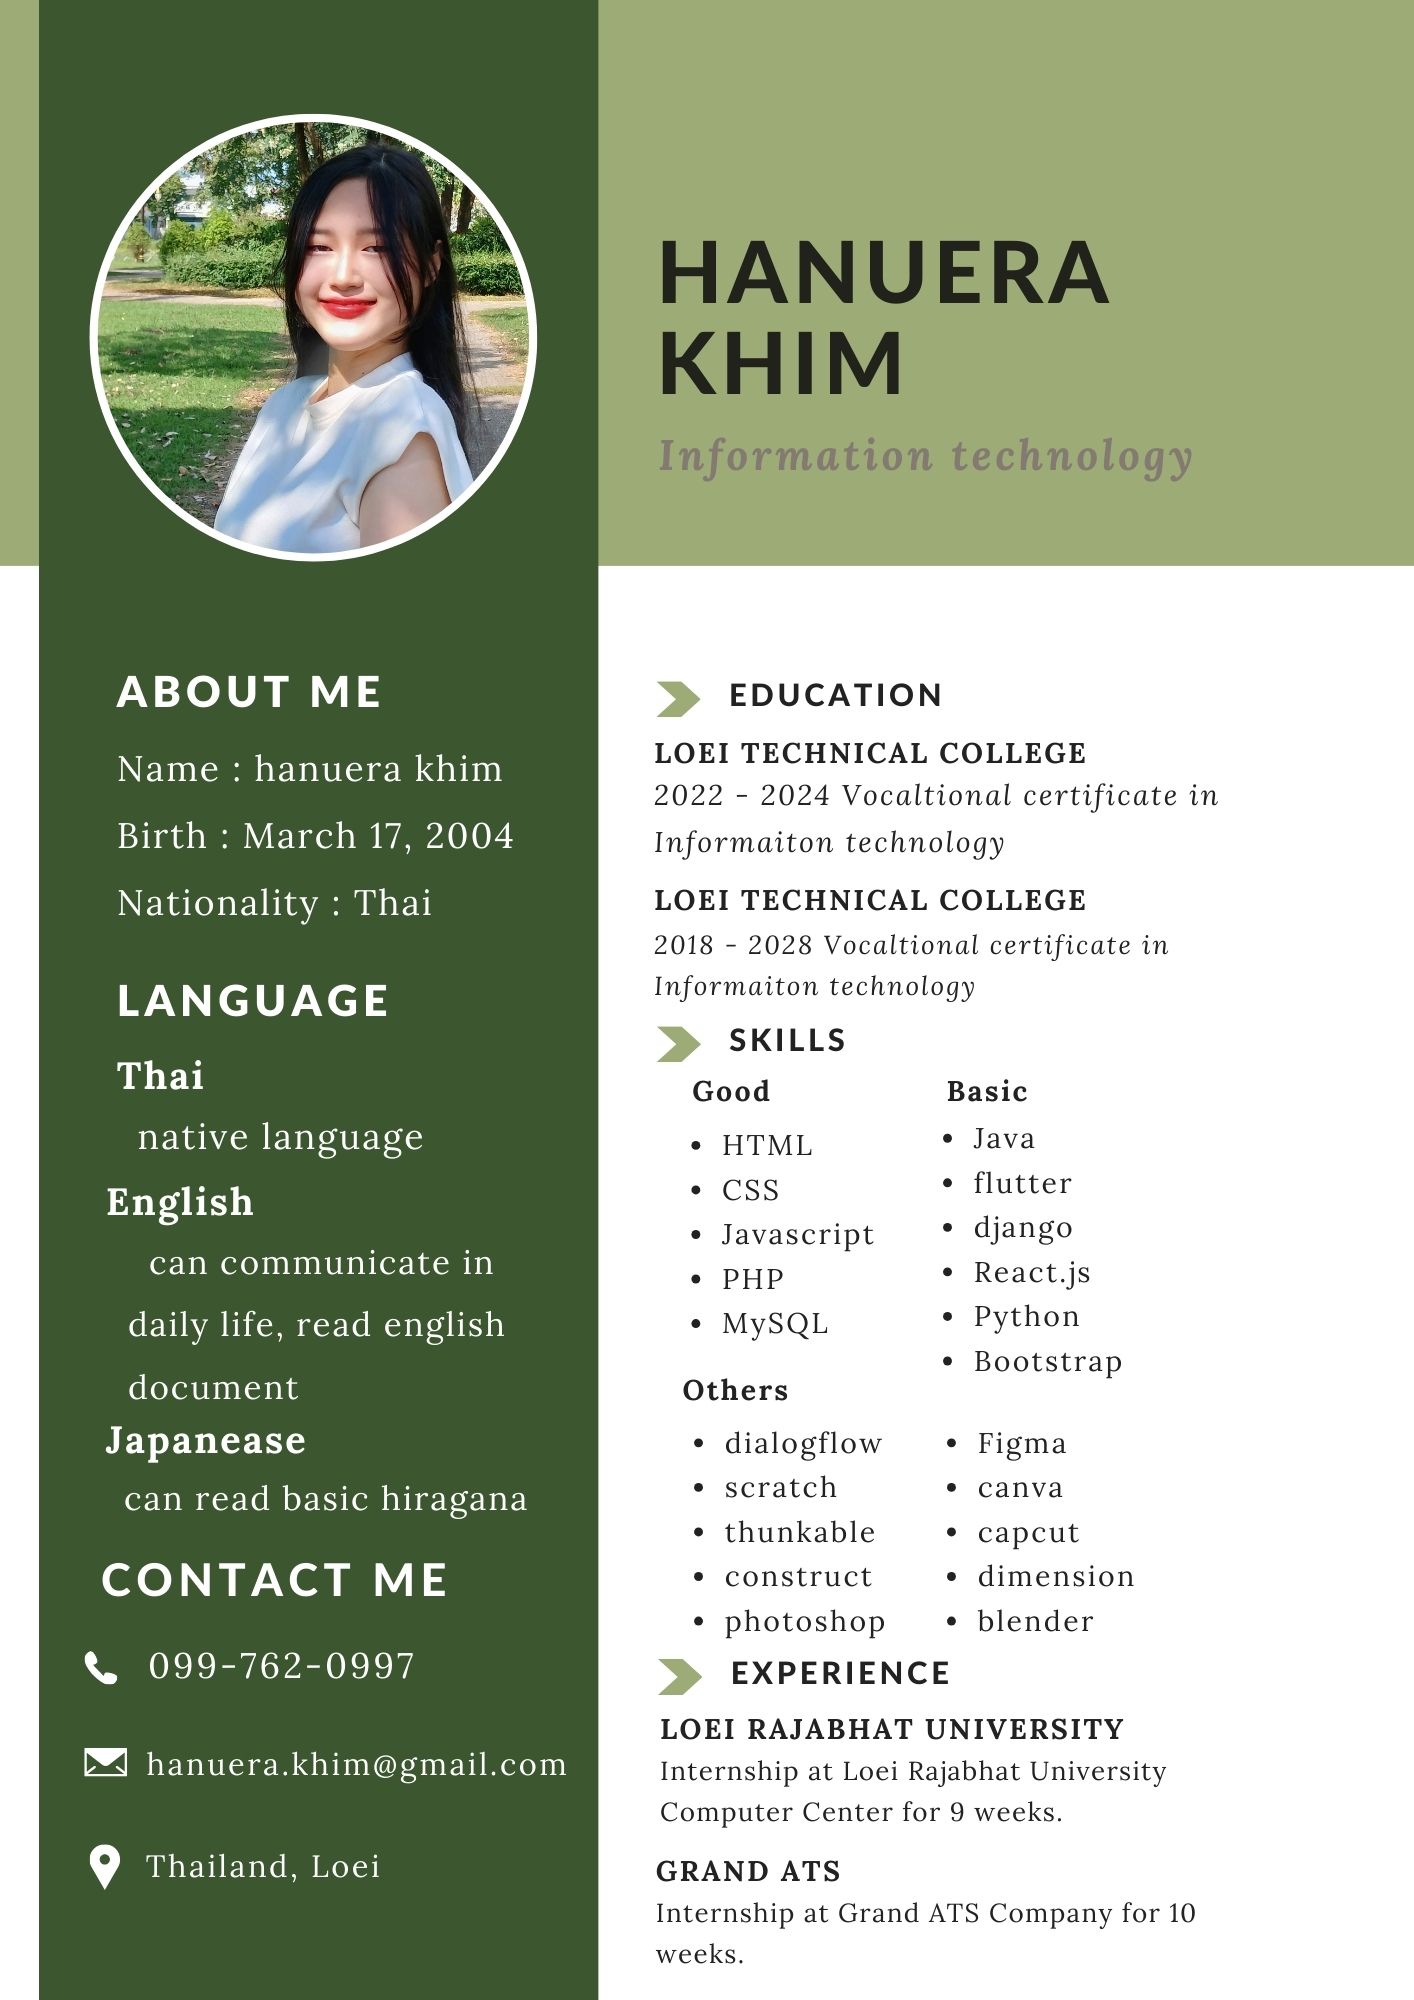 HANUERA
KHIM
Information technology
ABOUT ME
Name : hanuera khim
Birth : March 17, 2004
Nationality : Thai
LANGUAGE
Thai
native language
English
can communicate in
daily life, read english
document
Japanease
can read basic hiragana
CONTACT ME
099-762-0997
hanuera.khim@gmail.com
Thailand, Loei
EDUCATION
LOEI TECHNICAL COLLEGE
2022 - 2024 Vocaltional certificate in
Informaiton technology
LOEI TECHNICAL COLLEGE
2018 - 2028 Vocaltional certificate in
Informaiton technology
SKILLS
Good
• HTML
• CSS
• Javascript
• PHP
• MySQL
Basic
• Java
• flutter
• django
• React.js
• Python
• Bootstrap
Others
• dialogflow
• scratch
• thunkable
• construct
• photoshop
• Figma
• canva
• capcut
• dimension
• blender
EXPERIENCE
LOEI RAJABHAT UNIVERSITY
Internship at Loei Rajabhat University
Computer Center for 9 weeks.
GRAND ATS
Internship at Grand ATS Company for 10
weeks.